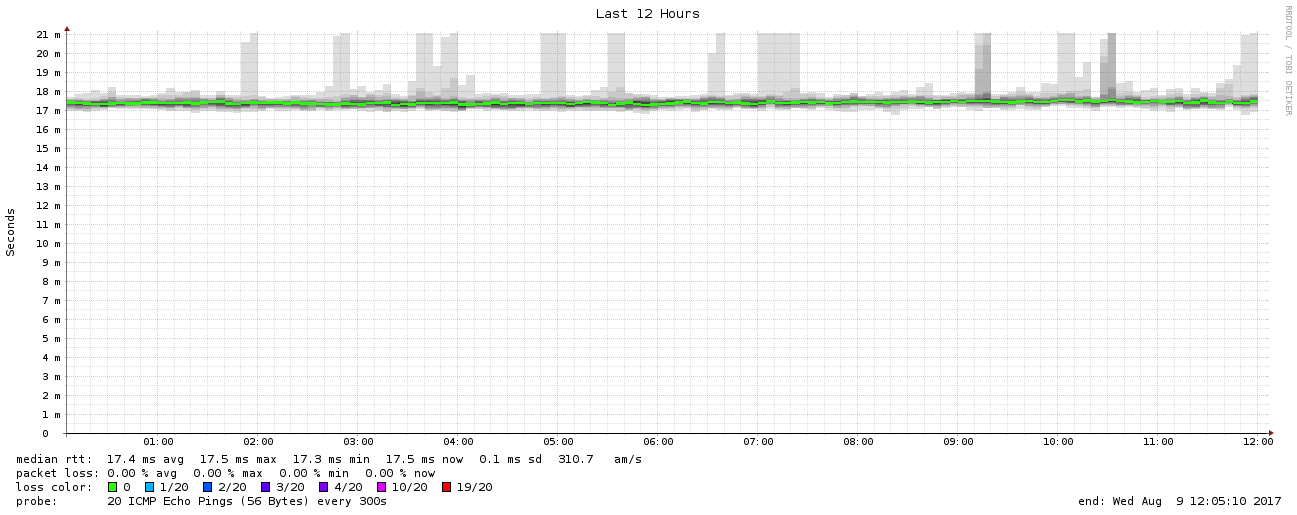 Last 12 Hours
RRDTOOL / TOBI OETIKER
21 m
20 m
19 m
18 m
17 m
16 m
15 m
14 m
13 m
12 m
11 m
10 m
9 m
8 m
7 m
6 m
5 m
4 m
3 m
2 m
1 m
0
Seconds
01:00 02:00 03:00 04:00 05:00 06:00 07:00 08:00 09:00 10:00 11:00 12:00
median rtt: 17.4 ms avg 17.5 ms max 17.3 ms min 17.5 ms now 0.1 ms sd 310.7 am/s
packet loss: 0.00 % avg 0.00 % max 0.00 % min 0.00 % now
loss color: 0 1/20 2/20 3/20 4/20 10/20 19/20
probe: 20 ICMP Echo Pings (56 Bytes) every 300s end: Wed Aug 9 12:05:10 2017